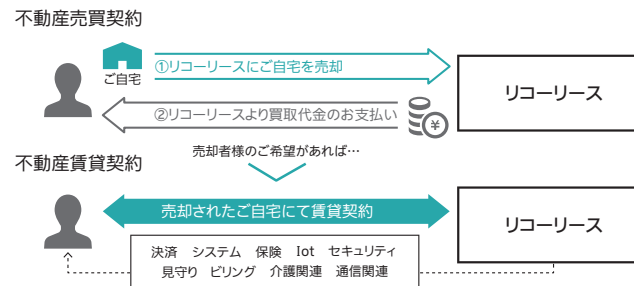 不動産売買契約
ご自宅
①リコーリースにご自宅を売却
リコーリース
②リコーリースより買取代金のお支払い
¥
売却者様のご希望があれば…
不動産賃貸契約
売却されたご自宅にて賃貸契約
リコーリース
決済 システム 保険 Iot セキュリティ
見守り ビリング 介護関連 通信関連